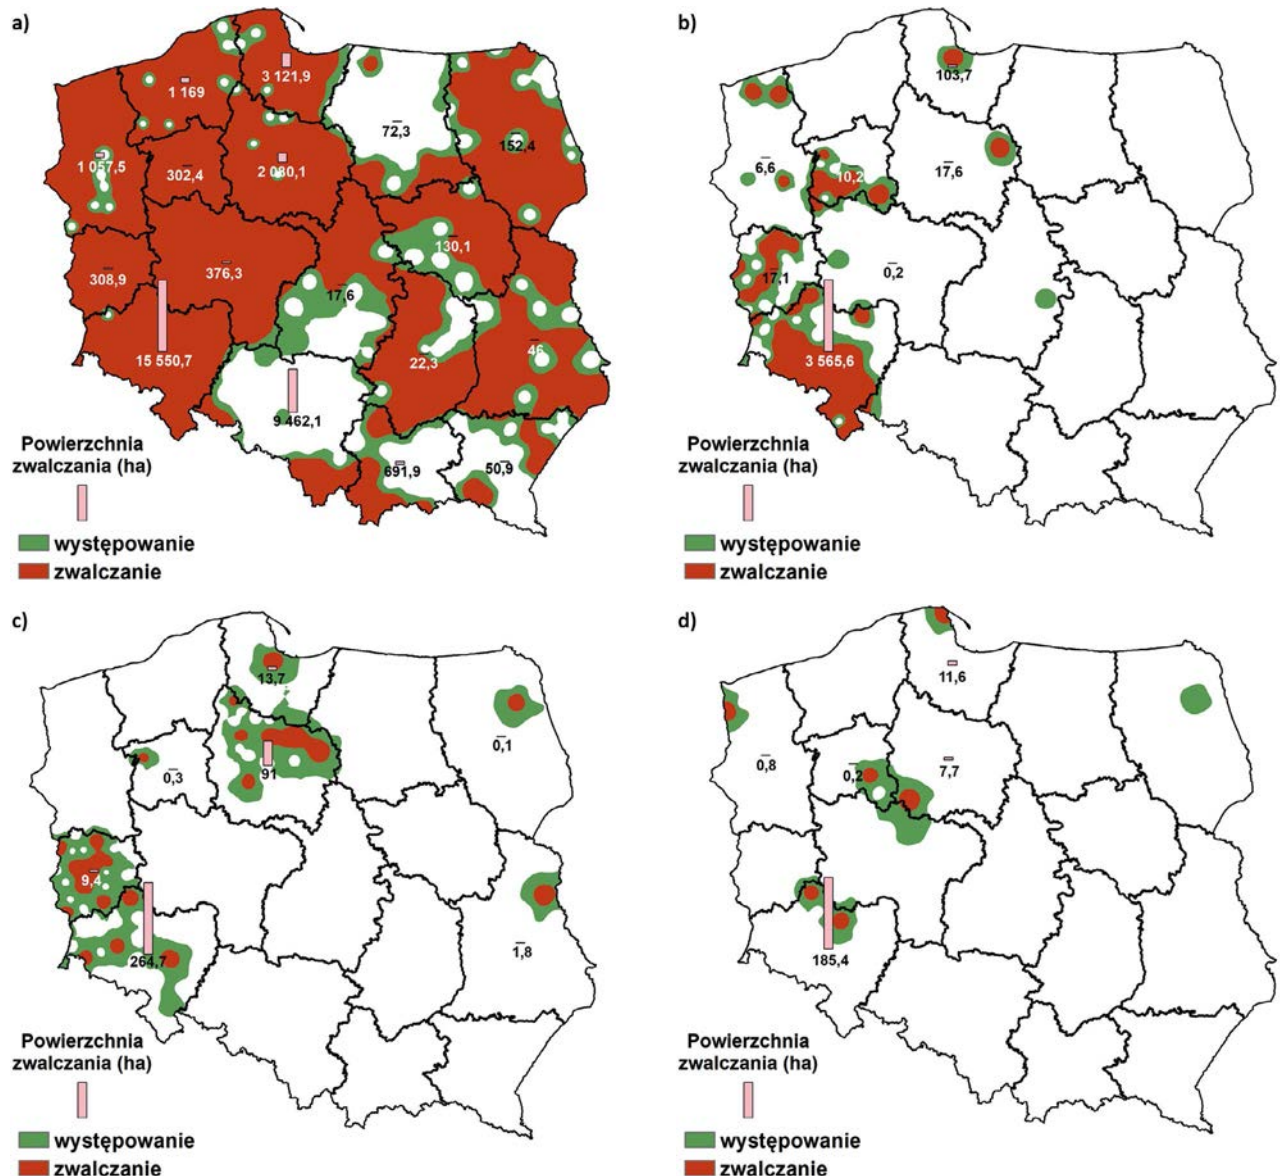 a)
3 121,9
1 169
72,3
152,4
1 057,5
302,4
2 080,1
130,1
308,9
376,3
17,6
15 550,7
22,3
46
9 462,1
691,9
50,9
Powierzchnia
zwalczania (ha)
występowanie
zwalczanie
b)
103,7
6,6
10,2
17,6
17,1
0,2
3 565,6
Powierzchnia
zwalczania (ha)
występowanie
zwalczanie
c)
13,7
0,1
0,3
91
9,4
264,7
1,8
Powierzchnia
zwalczania (ha)
występowanie
zwalczanie
d)
11,6
0,8
0,2
7,7
185,4
Powierzchnia
zwalczania (ha)
występowanie
zwalczanie